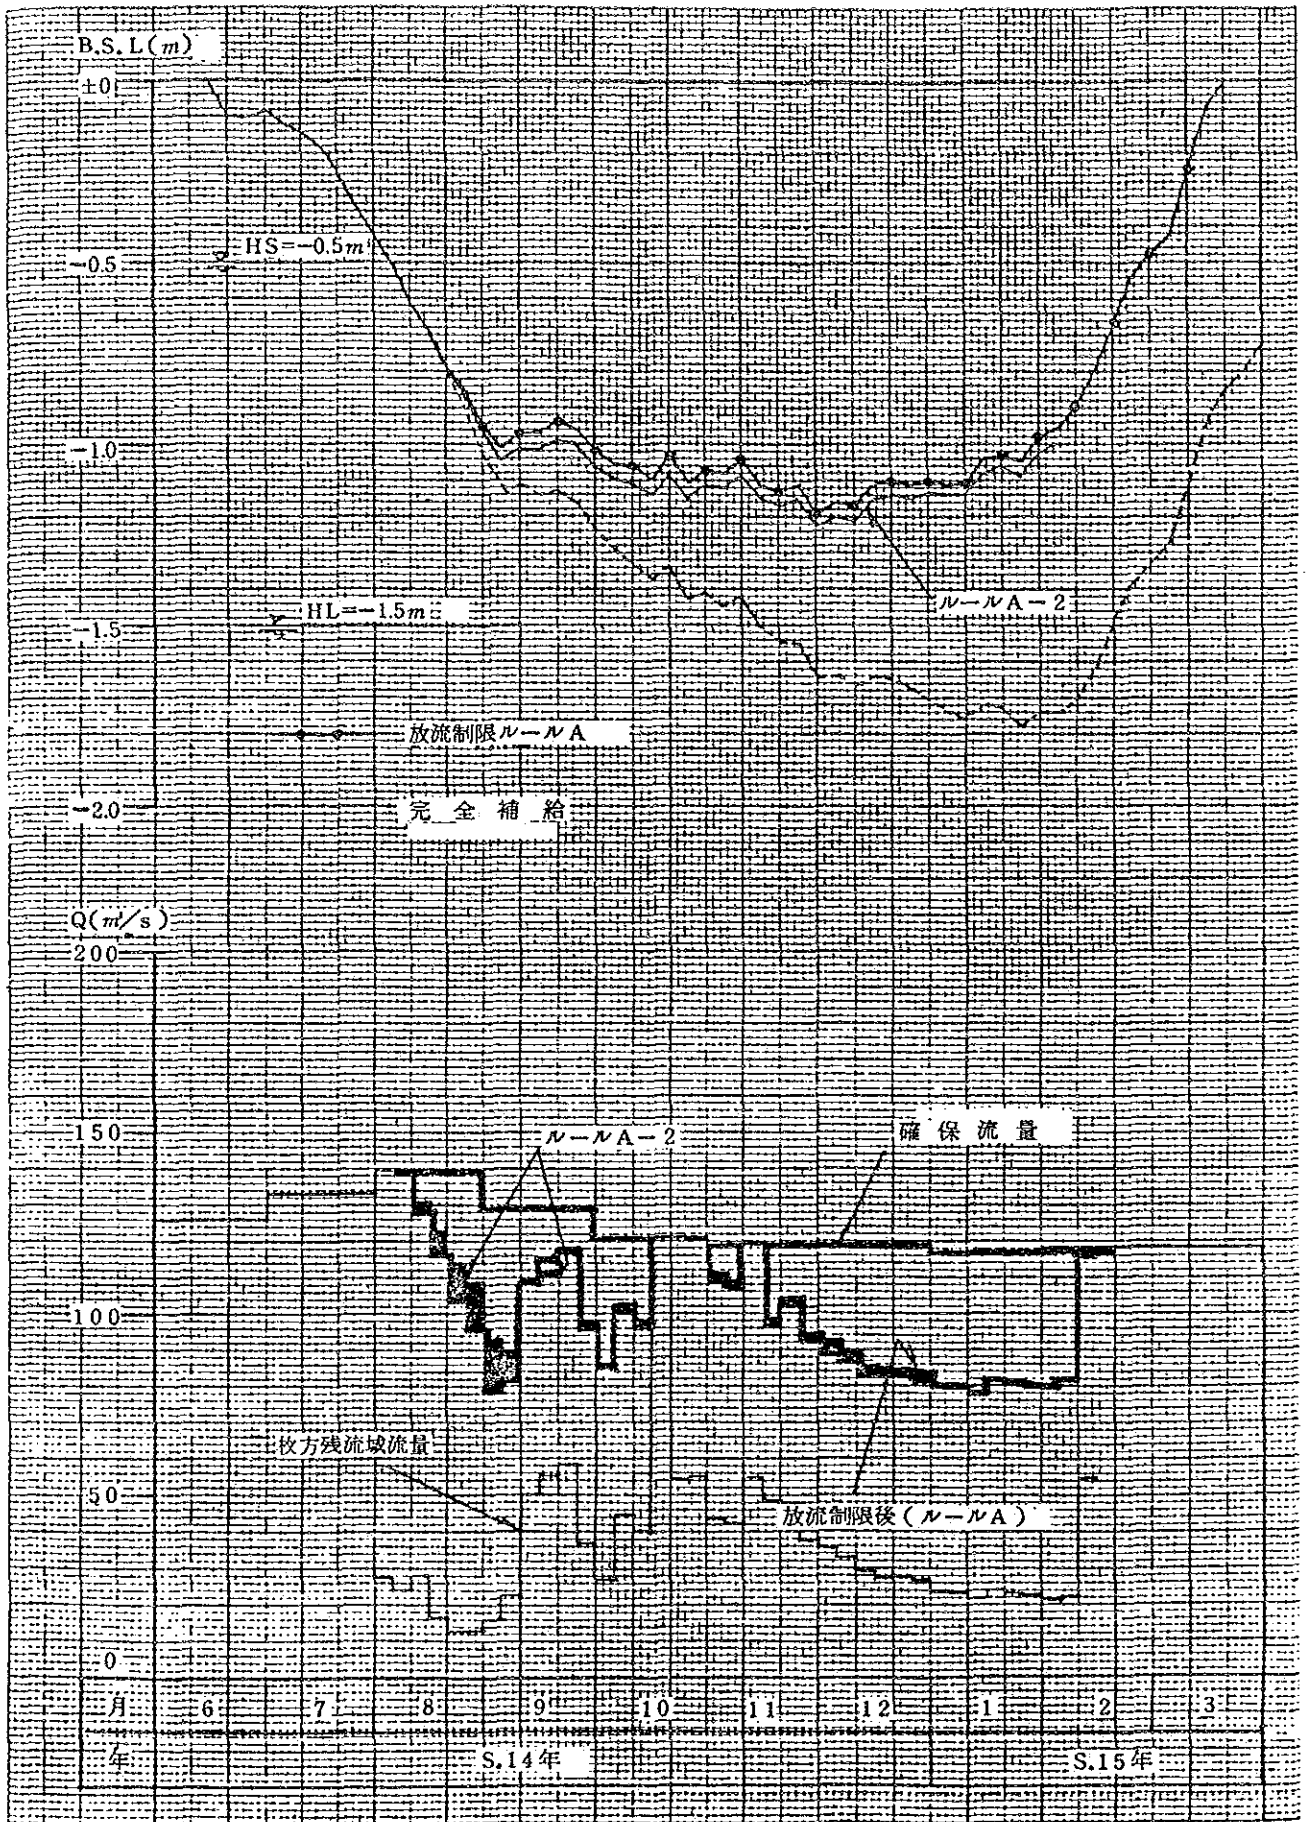 B.S.L(m)
±0
HS=-0.5m
-0.5
-1.0
HL=-1.5m
-1.5
ルールA-2
放流制限ルールA
-2.0
完全補給
Q(m³/s)
200
150
ルールA-2
確保流量
100
枚方残流域流量
50
放流制限後(ルールA)
0
月 6 7 8 9 10 11 12 1 2 3
年 S.14年 S.15年